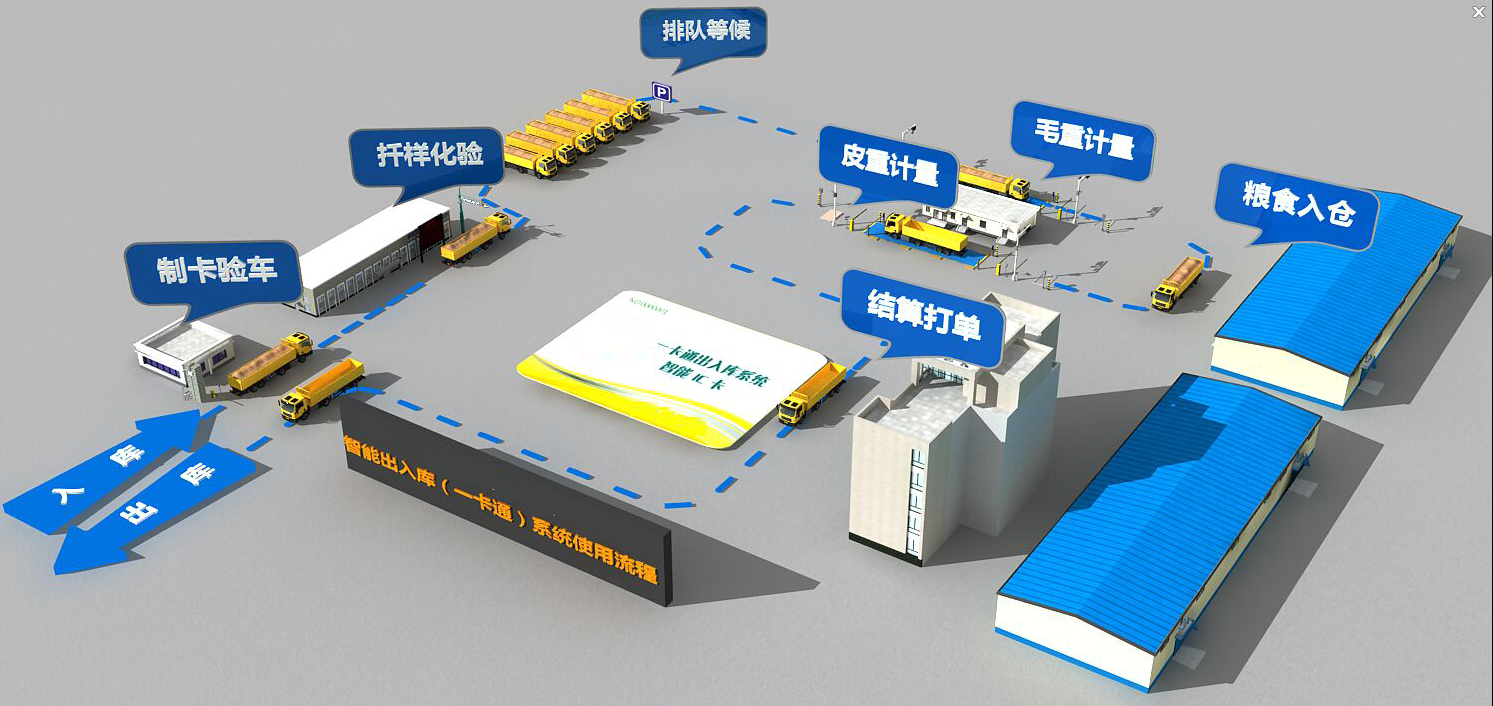 排队等候
P
毛重计量
皮重计量
扦样化验
粮食入仓
制卡验车
结算打单
一卡通出入库系统
智能 IC 卡
入库
出库
智能出入库（一卡通）系统使用流程